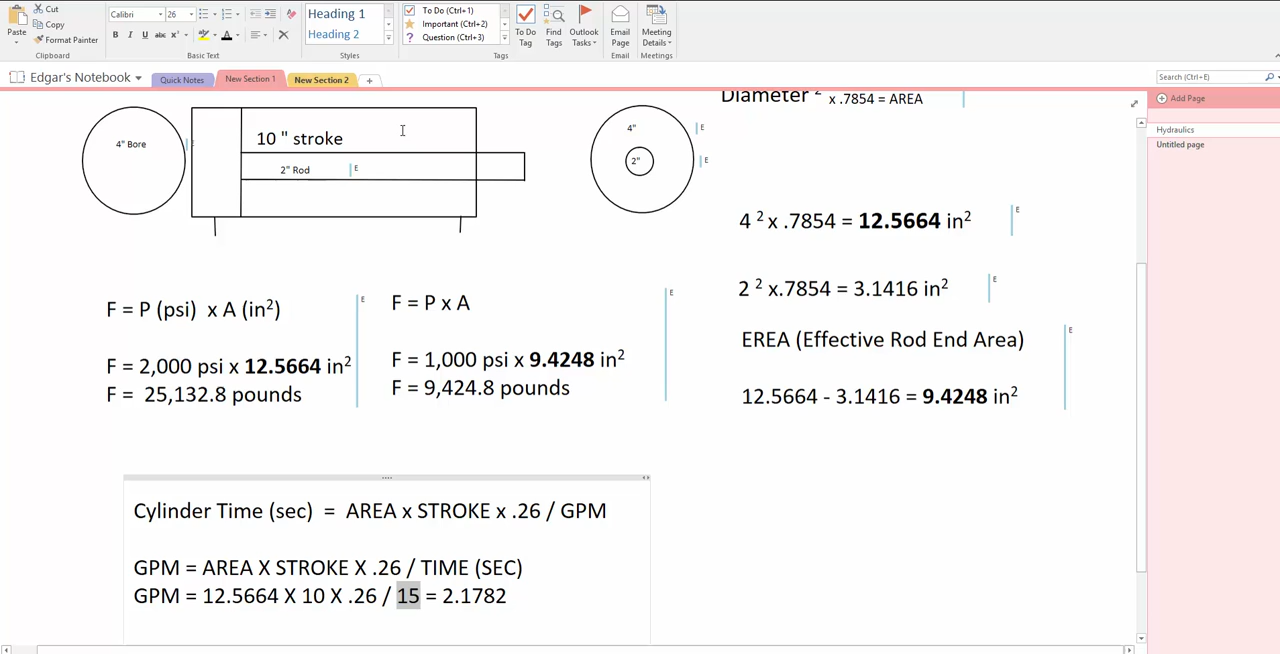 Cut
Copy
Paste
Format Painter
Clipboard
Calibri
26
B I U abc x²
A
Basic Text
Heading 1
Heading 2
Styles
To Do (Ctrl+1)
Important (Ctrl+2)
? Question (Ctrl+3)
To Do Tag
Find Tags
Tags
Outlook Tasks
Email Page
Email
Meeting Details
Meetings
Edgar's Notebook
Quick Notes
New Section 1
New Section 2
+
Search (Ctrl+E)
Add Page
Hydraulics
Untitled page
Diameter ² x .7854 = AREA
4" Bore
E
10 " stroke
2" Rod
E
4"
E
2"
E
4 ² x .7854 = 12.5664 in²
E
2 ² x.7854 = 3.1416 in²
E
EREA (Effective Rod End Area)
E
12.5664 - 3.1416 = 9.4248 in²
F = P (psi) x A (in²)
E
F = 2,000 psi x 12.5664 in²
F = 25,132.8 pounds
F = P x A
E
F = 1,000 psi x 9.4248 in²
F = 9,424.8 pounds
Cylinder Time (sec) = AREA x STROKE x .26 / GPM
GPM = AREA X STROKE X .26 / TIME (SEC)
GPM = 12.5664 X 10 X .26 / 15 = 2.1782